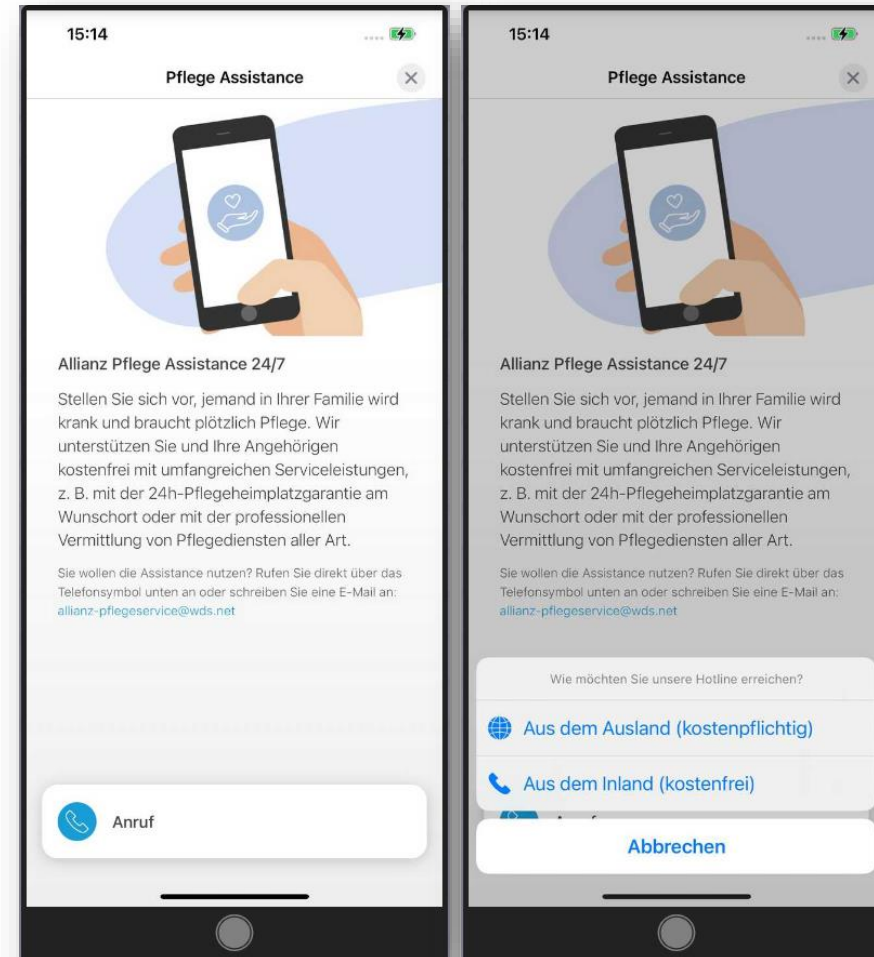 15:14
Pflege Assistance
Allianz Pflege Assistance 24/7
Stellen Sie sich vor, jemand in Ihrer Familie wird
krank und braucht plötzlich Pflege. Wir
unterstützen Sie und Ihre Angehörigen
kostenfrei mit umfangreichen Serviceleistungen,
z. B. mit der 24h-Pflegeheimplatzgarantie am
Wunschort oder mit der professionellen
Vermittlung von Pflegediensten aller Art.
Sie wollen die Assistance nutzen? Rufen Sie direkt über das
Telefonsymbol unten an oder schreiben Sie eine E-Mail an:
allianz-pflegeservice@wds.net
Anruf
15:14
Pflege Assistance
Allianz Pflege Assistance 24/7
Stellen Sie sich vor, jemand in Ihrer Familie wird
krank und braucht plötzlich Pflege. Wir
unterstützen Sie und Ihre Angehörigen
kostenfrei mit umfangreichen Serviceleistungen,
z. B. mit der 24h-Pflegeheimplatzgarantie am
Wunschort oder mit der professionellen
Vermittlung von Pflegediensten aller Art.
Sie wollen die Assistance nutzen? Rufen Sie direkt über das
Telefonsymbol unten an oder schreiben Sie eine E-Mail an:
allianz-pflegeservice@wds.net
Wie möchten Sie unsere Hotline erreichen?
Aus dem Ausland (kostenpflichtig)
Aus dem Inland (kostenfrei)
Abbrechen